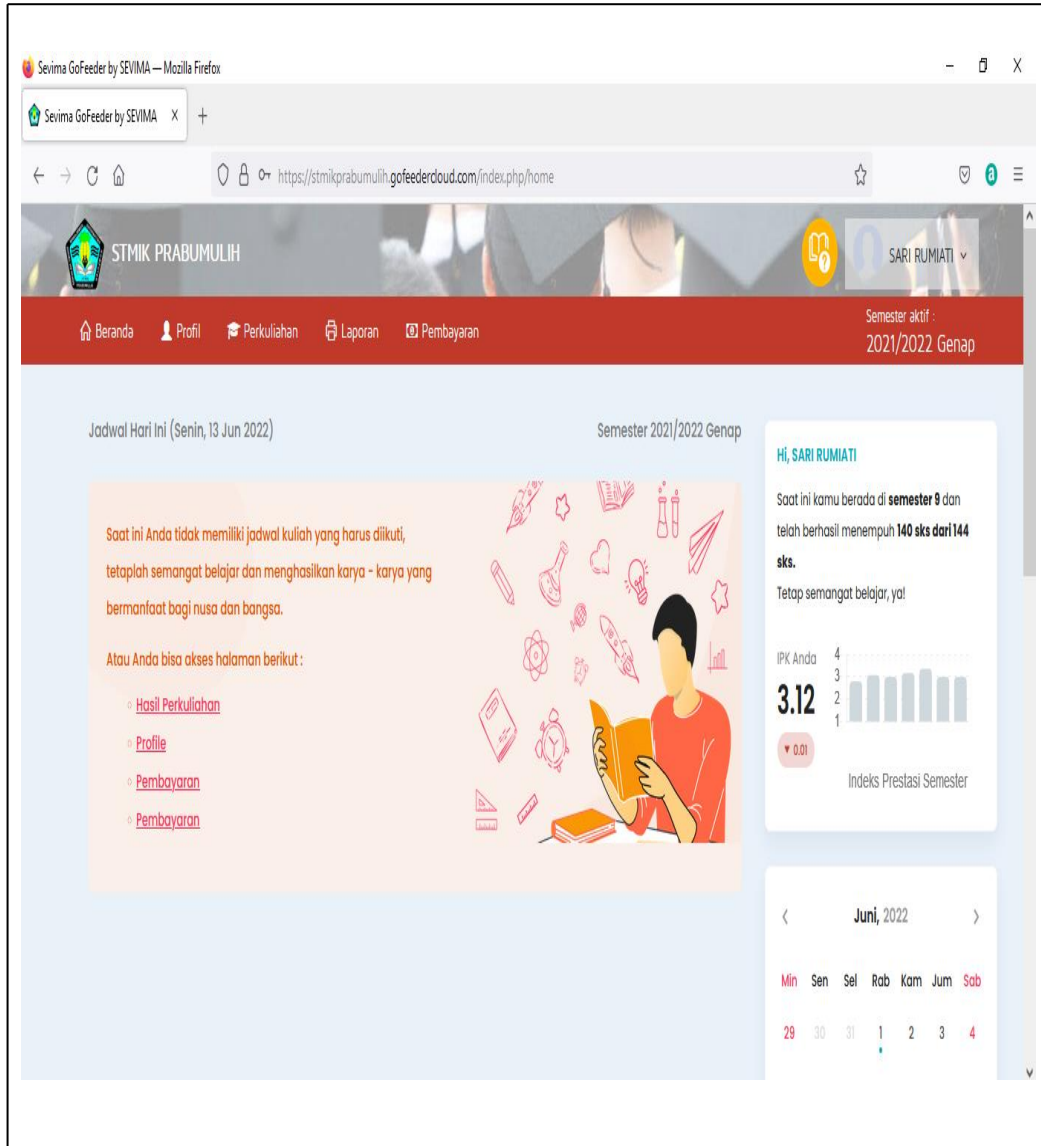 Sevima GoFeeder by SEVIMA — Mozilla Firefox
Sevima GoFeeder by SEVIMA
https://stmikprabumulih.gofeedercloud.com/index.php/home
STMIK PRABUMULIH
SARI RUMIATI
Beranda Profil Perkuliahan Laporan Pembayaran
Semester aktif :
2021/2022 Genap
Jadwal Hari Ini (Senin, 13 Jun 2022)
Semester 2021/2022 Genap
Saat ini Anda tidak memiliki jadwal kuliah yang harus diikuti,
tetaplah semangat belajar dan menghasilkan karya - karya yang
bermanfaat bagi nusa dan bangsa.
Atau Anda bisa akses halaman berikut :
Hasil Perkuliahan
Profile
Pembayaran
Pembayaran
Hi, SARI RUMIATI
Saat ini kamu berada di semester 9 dan
telah berhasil menempuh 140 sks dari 144
sks.
Tetap semangat belajar, ya!
IPK Anda
3.12
▼ 0.01
4
3
2
1
Indeks Prestasi Semester
Juni, 2022
Min Sen Sel Rab Kam Jum Sab
29 30 31 1 2 3 4